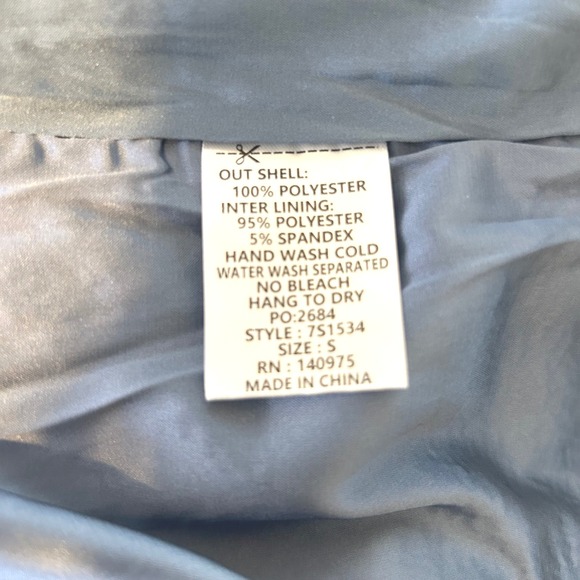 OUT SHELL:
100% POLYESTER
INTER LINING:
95% POLYESTER
5% SPANDEX
HAND WASH COLD
WATER WASH SEPARATED
NO BLEACH
HANG TO DRY
PO:2684
STYLE : 7S1534
SIZE : S
RN : 140975
MADE IN CHINA